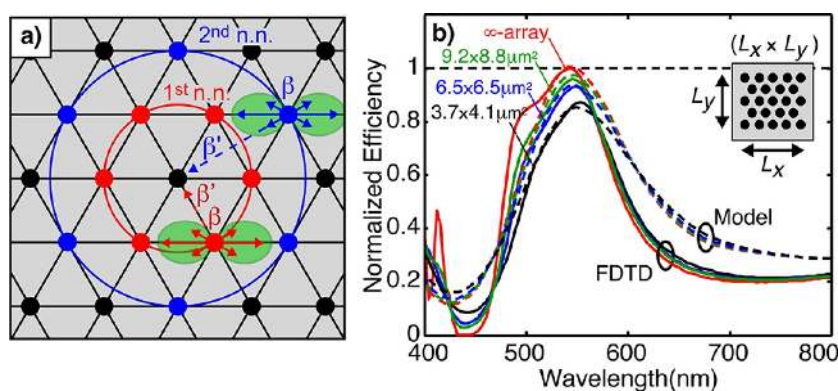 a)
2nd n.n.
β
1st n.n.
β'
β'
β
b)
∞-array
9.2x8.8μm²
6.5x6.5μm²
3.7x4.1μm²
(Lx × Ly)
Ly
Lx
Model
FDTD
Normalized Efficiency
1
0.8
0.6
0.4
0.2
0
400 500 600 700 800
Wavelength(nm)